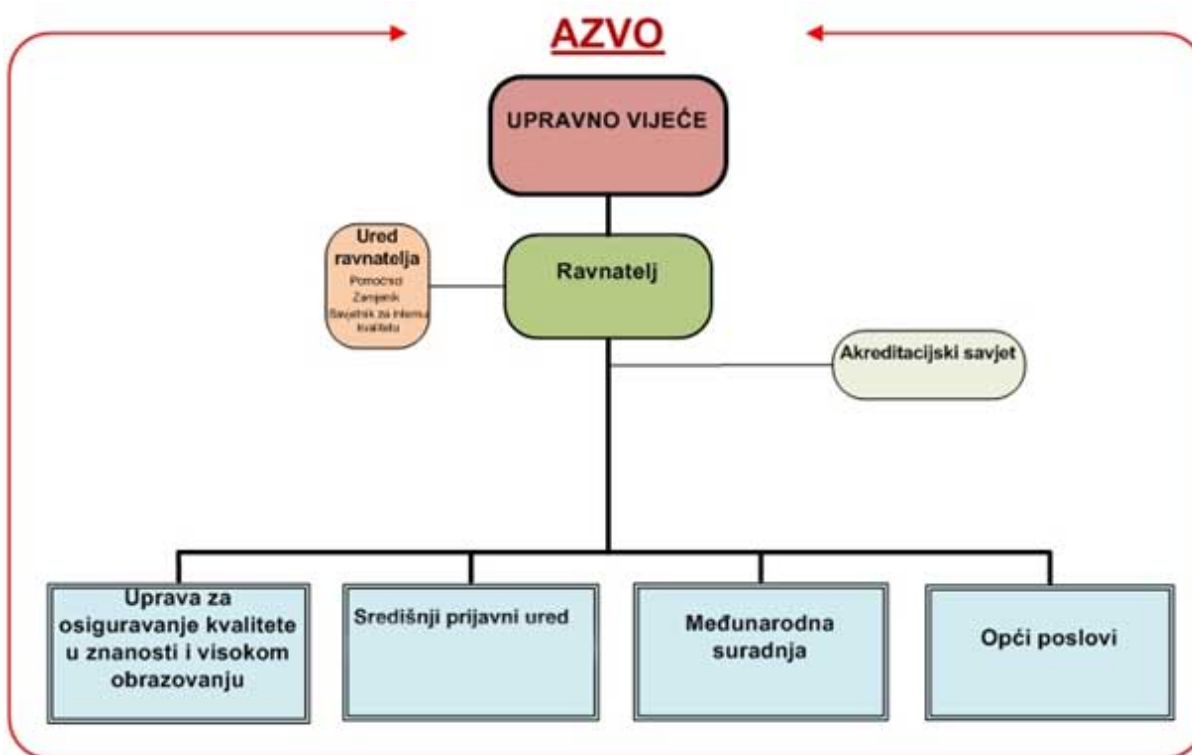 AZVO
UPRAVNO VIJEĆE
Ured
ravnatelja
Pomoćnici
Zamjenik
Savjetnik za internu
kvalitetu
Ravnatelj
Akreditacijski savjet
Uprava za
osiguravanje kvalitete
u znanosti i visokom
obrazovanju
Središnji prijavni ured
Međunarodna
suradnja
Opći poslovi